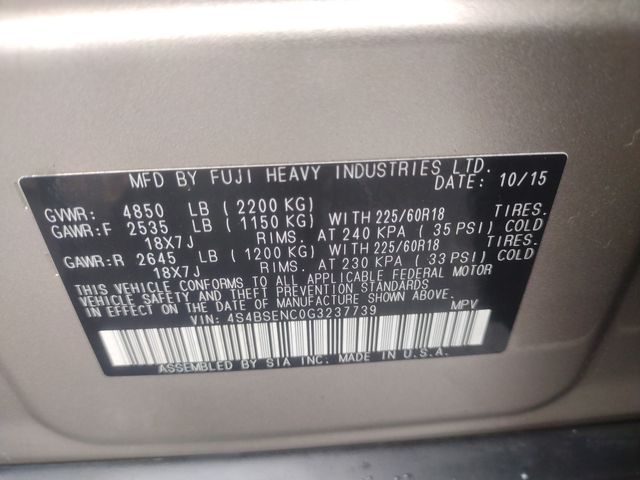 MFD BY FUJI HEAVY INDUSTRIES LTD.
DATE: 10/15
GVWR: 4850 LB (2200 KG)
GAWR:F 2535 LB (1150 KG) WITH 225/60R18 TIRES.
18X7J RIMS. AT 240 KPA (35 PSI) COLD
GAWR:R 2645 LB (1200 KG) WITH 225/60R18 TIRES.
18X7J RIMS. AT 230 KPA (33 PSI) COLD
THIS VEHICLE CONFORMS TO ALL APPLICABLE FEDERAL MOTOR
VEHICLE SAFETY AND THEFT PREVENTION STANDARDS
IN EFFECT ON THE DATE OF MANUFACTURE SHOWN ABOVE.
VIN: 4S4BSENC0G3237739 MPV
ASSEMBLED BY SIA INC. MADE IN U.S.A.